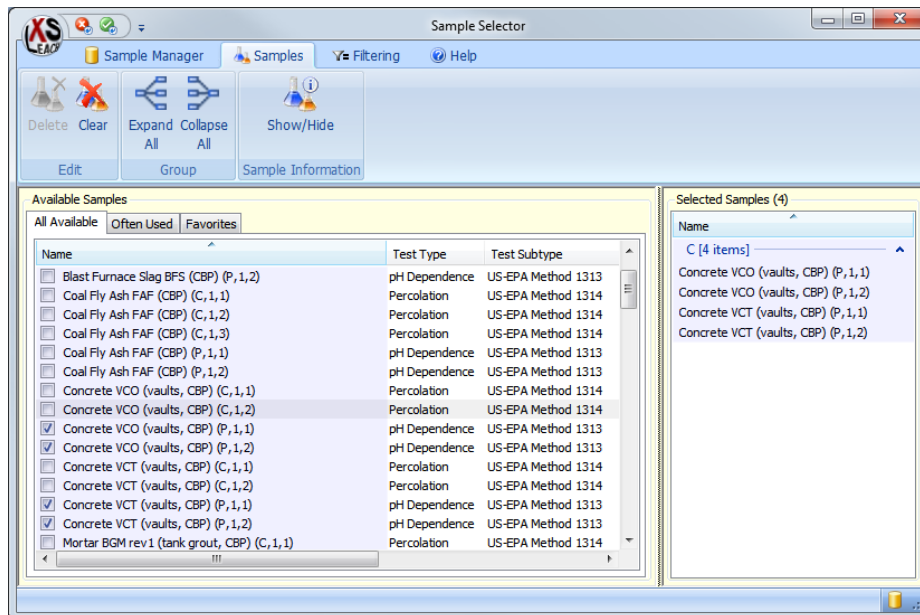 XS
LEACH
Sample Selector
Sample Manager
Samples
Filtering
Help
Delete
Clear
Expand All
Collapse All
Show/Hide
Edit
Group
Sample Information
Available Samples
All Available Often Used Favorites
Name Test Type Test Subtype
Blast Furnace Slag BFS (CBP) (P,1,2) pH Dependence US-EPA Method 1313
Coal Fly Ash FAF (CBP) (C,1,1) Percolation US-EPA Method 1314
Coal Fly Ash FAF (CBP) (C,1,2) Percolation US-EPA Method 1314
Coal Fly Ash FAF (CBP) (C,1,3) Percolation US-EPA Method 1314
Coal Fly Ash FAF (CBP) (P,1,1) pH Dependence US-EPA Method 1313
Coal Fly Ash FAF (CBP) (P,1,2) pH Dependence US-EPA Method 1313
Concrete VCO (vaults, CBP) (C,1,1) Percolation US-EPA Method 1314
Concrete VCO (vaults, CBP) (C,1,2) Percolation US-EPA Method 1314
Concrete VCO (vaults, CBP) (P,1,1) pH Dependence US-EPA Method 1313
Concrete VCO (vaults, CBP) (P,1,2) pH Dependence US-EPA Method 1313
Concrete VCT (vaults, CBP) (C,1,1) Percolation US-EPA Method 1314
Concrete VCT (vaults, CBP) (C,1,2) Percolation US-EPA Method 1314
Concrete VCT (vaults, CBP) (P,1,1) pH Dependence US-EPA Method 1313
Concrete VCT (vaults, CBP) (P,1,2) pH Dependence US-EPA Method 1313
Mortar BGM rev1 (tank grout, CBP) (C,1,1) Percolation US-EPA Method 1314
Selected Samples (4)
Name
C [4 items]
Concrete VCO (vaults, CBP) (P,1,1)
Concrete VCO (vaults, CBP) (P,1,2)
Concrete VCT (vaults, CBP) (P,1,1)
Concrete VCT (vaults, CBP) (P,1,2)